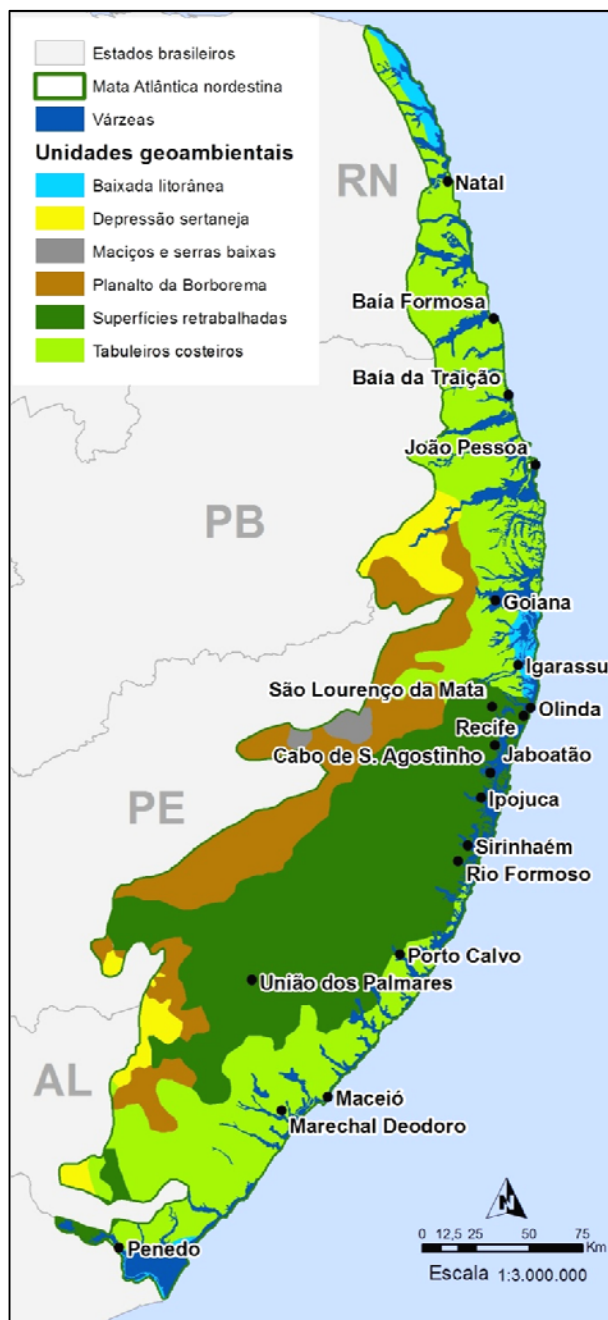 Estados brasileiros
Mata Atlântica nordestina
Várzeas
Unidades geoambientais
Baixada litorânea
Depressão sertaneja
Maciços e serras baixas
Planalto da Borborema
Superfícies retrabalhadas
Tabuleiros costeiros
RN
Natal
Baía Formosa
Baía da Traição
João Pessoa
PB
Goiana
Igarassu
São Lourenço da Mata
Olinda
Recife
Cabo de S. Agostinho
Jaboatão
PE
Ipojuca
Sirinhaém
Rio Formoso
Porto Calvo
União dos Palmares
AL
Maceió
Marechal Deodoro
N
0 12,5 25 50 75
Km
Escala 1:3.000.000
Penedo